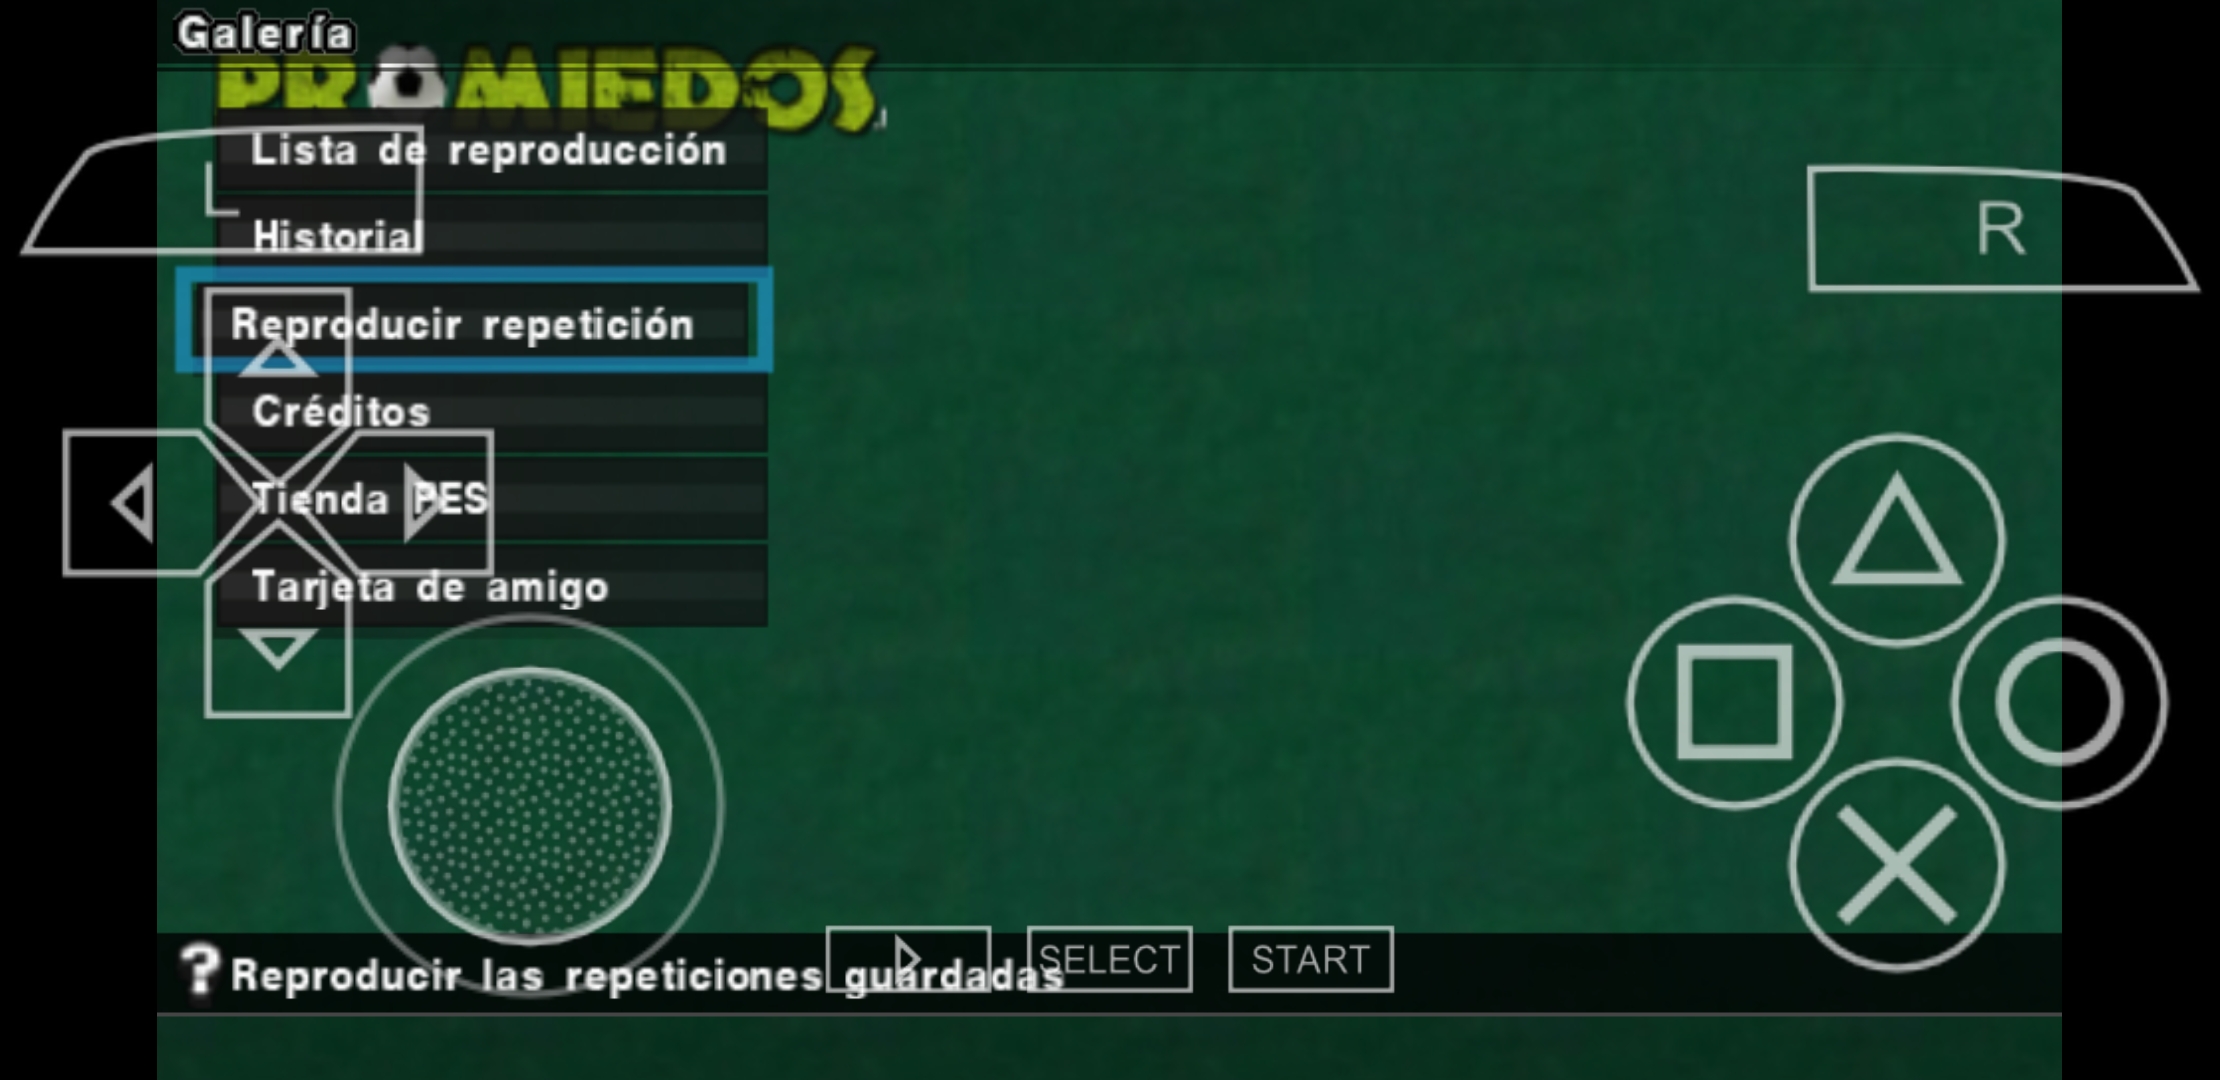 Galería
PROMIEDOS
Lista de reproducción
Historial
R
Reproducir repetición
Créditos
Tienda PES
Tarjeta de amigo
SELECT
START
? Reproducir las repeticiones guardadas